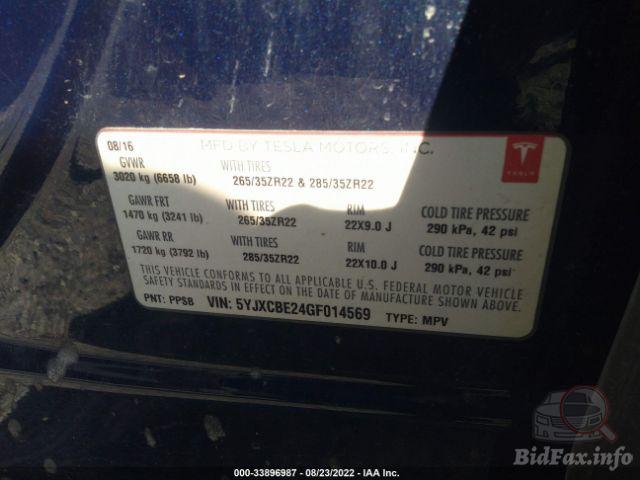 08/16 MFD BY TESLA MOTORS, INC.
GVWR WITH TIRES
3020 kg (6658 lb) 265/35ZR22 & 285/35ZR22
GAWR FRT WITH TIRES RIM COLD TIRE PRESSURE
1470 kg (3241 lb) 265/35ZR22 22X9.0 J 290 kPa, 42 psi
GAWR RR WITH TIRES RIM COLD TIRE PRESSURE
1720 kg (3792 lb) 285/35ZR22 22X10.0 J 290 kPa, 42 psi
THIS VEHICLE CONFORMS TO ALL APPLICABLE U.S. FEDERAL MOTOR VEHICLE
SAFETY STANDARDS IN EFFECT ON THE DATE OF MANUFACTURE SHOWN ABOVE.
PNT: PPSB VIN: 5YJXCBE24GF014569 TYPE: MPV
TESLA
BidFax.info
000-33896987 - 08/23/2022 - IAA Inc.